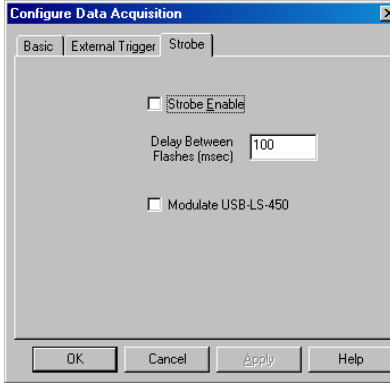 Configure Data Acquisition
Basic External Trigger Strobe
Strobe Enable
Delay Between
Flashes (msec)
100
Modulate USB-LS-450
OK Cancel Apply Help